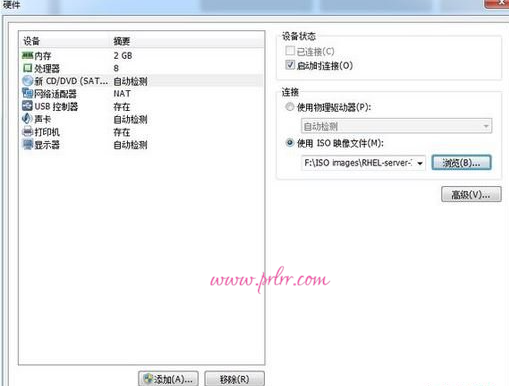 硬件
设备 摘要
内存 2 GB
处理器 8
新 CD/DVD (SAT... 自动检测
网络适配器 NAT
USB 控制器 存在
声卡 自动检测
打印机 存在
显示器 自动检测
添加(A)... 移除(R)
设备状态
已连接(C)
启动时连接(O)
连接
使用物理驱动器(P):
自动检测
使用 ISO 映像文件(M):
F:\ISO images\RHEL-server- 浏览(B)...
高级(V)...
www.prlrr.com